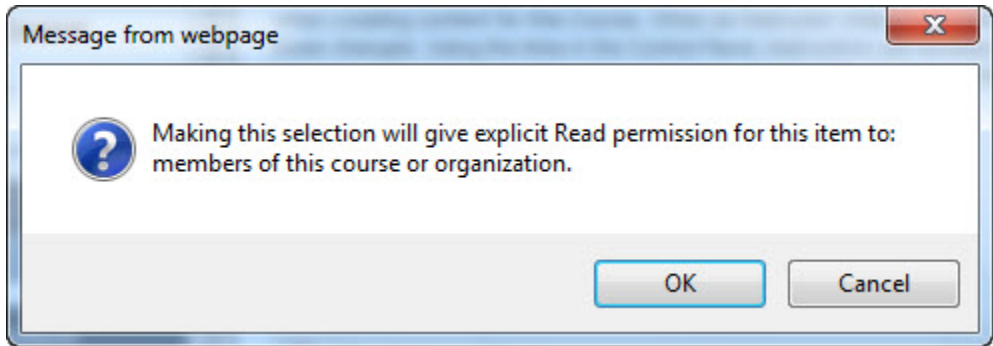 Message from webpage
Making this selection will give explicit Read permission for this item to:
members of this course or organization.
OK
Cancel